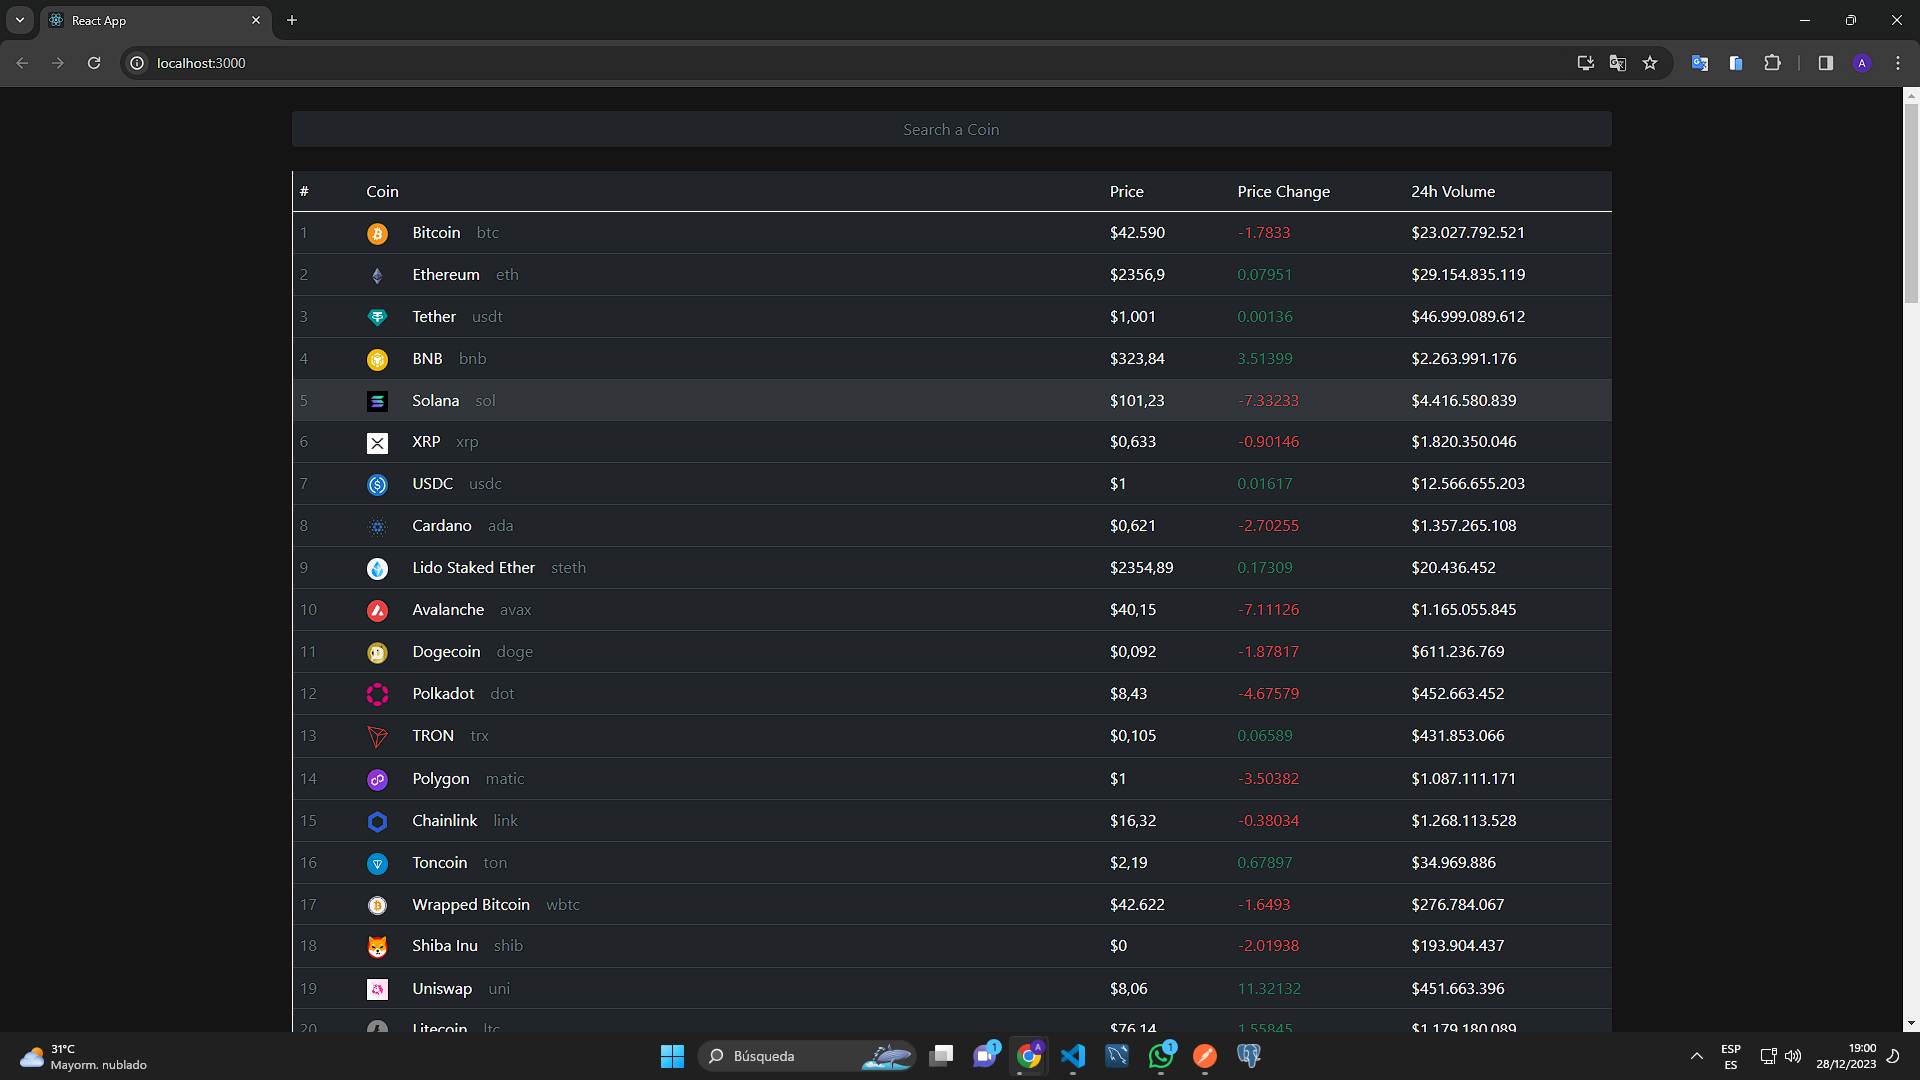 React App
localhost:3000
A
Search a Coin
# Coin Price Price Change 24h Volume
1 Bitcoin btc $42.590 -1.7833 $23.027.792.521
2 Ethereum eth $2356,9 0.07951 $29.154.835.119
3 Tether usdt $1,001 0.00136 $46.999.089.612
4 BNB bnb $323,84 3.51399 $2.263.991.176
5 Solana sol $101,23 -7.33233 $4.416.580.839
6 XRP xrp $0,633 -0.90146 $1.820.350.046
7 USDC usdc $1 0.01617 $12.566.655.203
8 Cardano ada $0,621 -2.70255 $1.357.265.108
9 Lido Staked Ether steth $2354,89 0.17309 $20.436.452
10 Avalanche avax $40,15 -7.11126 $1.165.055.845
11 Dogecoin doge $0,092 -1.87817 $611.236.769
12 Polkadot dot $8,43 -4.67579 $452.663.452
13 TRON trx $0,105 0.06589 $431.853.066
14 Polygon matic $1 -3.50382 $1.087.111.171
15 Chainlink link $16,32 -0.38034 $1.268.113.528
16 Toncoin ton $2,19 0.67897 $34.969.886
17 Wrapped Bitcoin wbtc $42.622 -1.6493 $276.784.067
18 Shiba Inu shib $0 -2.01938 $193.904.437
19 Uniswap uni $8,06 11.32132 $451.663.396
20 Litecoin ltc $76,14 1.55845 $1.179.180.089
31°C
Mayorm. nublado
Búsqueda
1
A
1
ESP
ES
19:00
28/12/2023